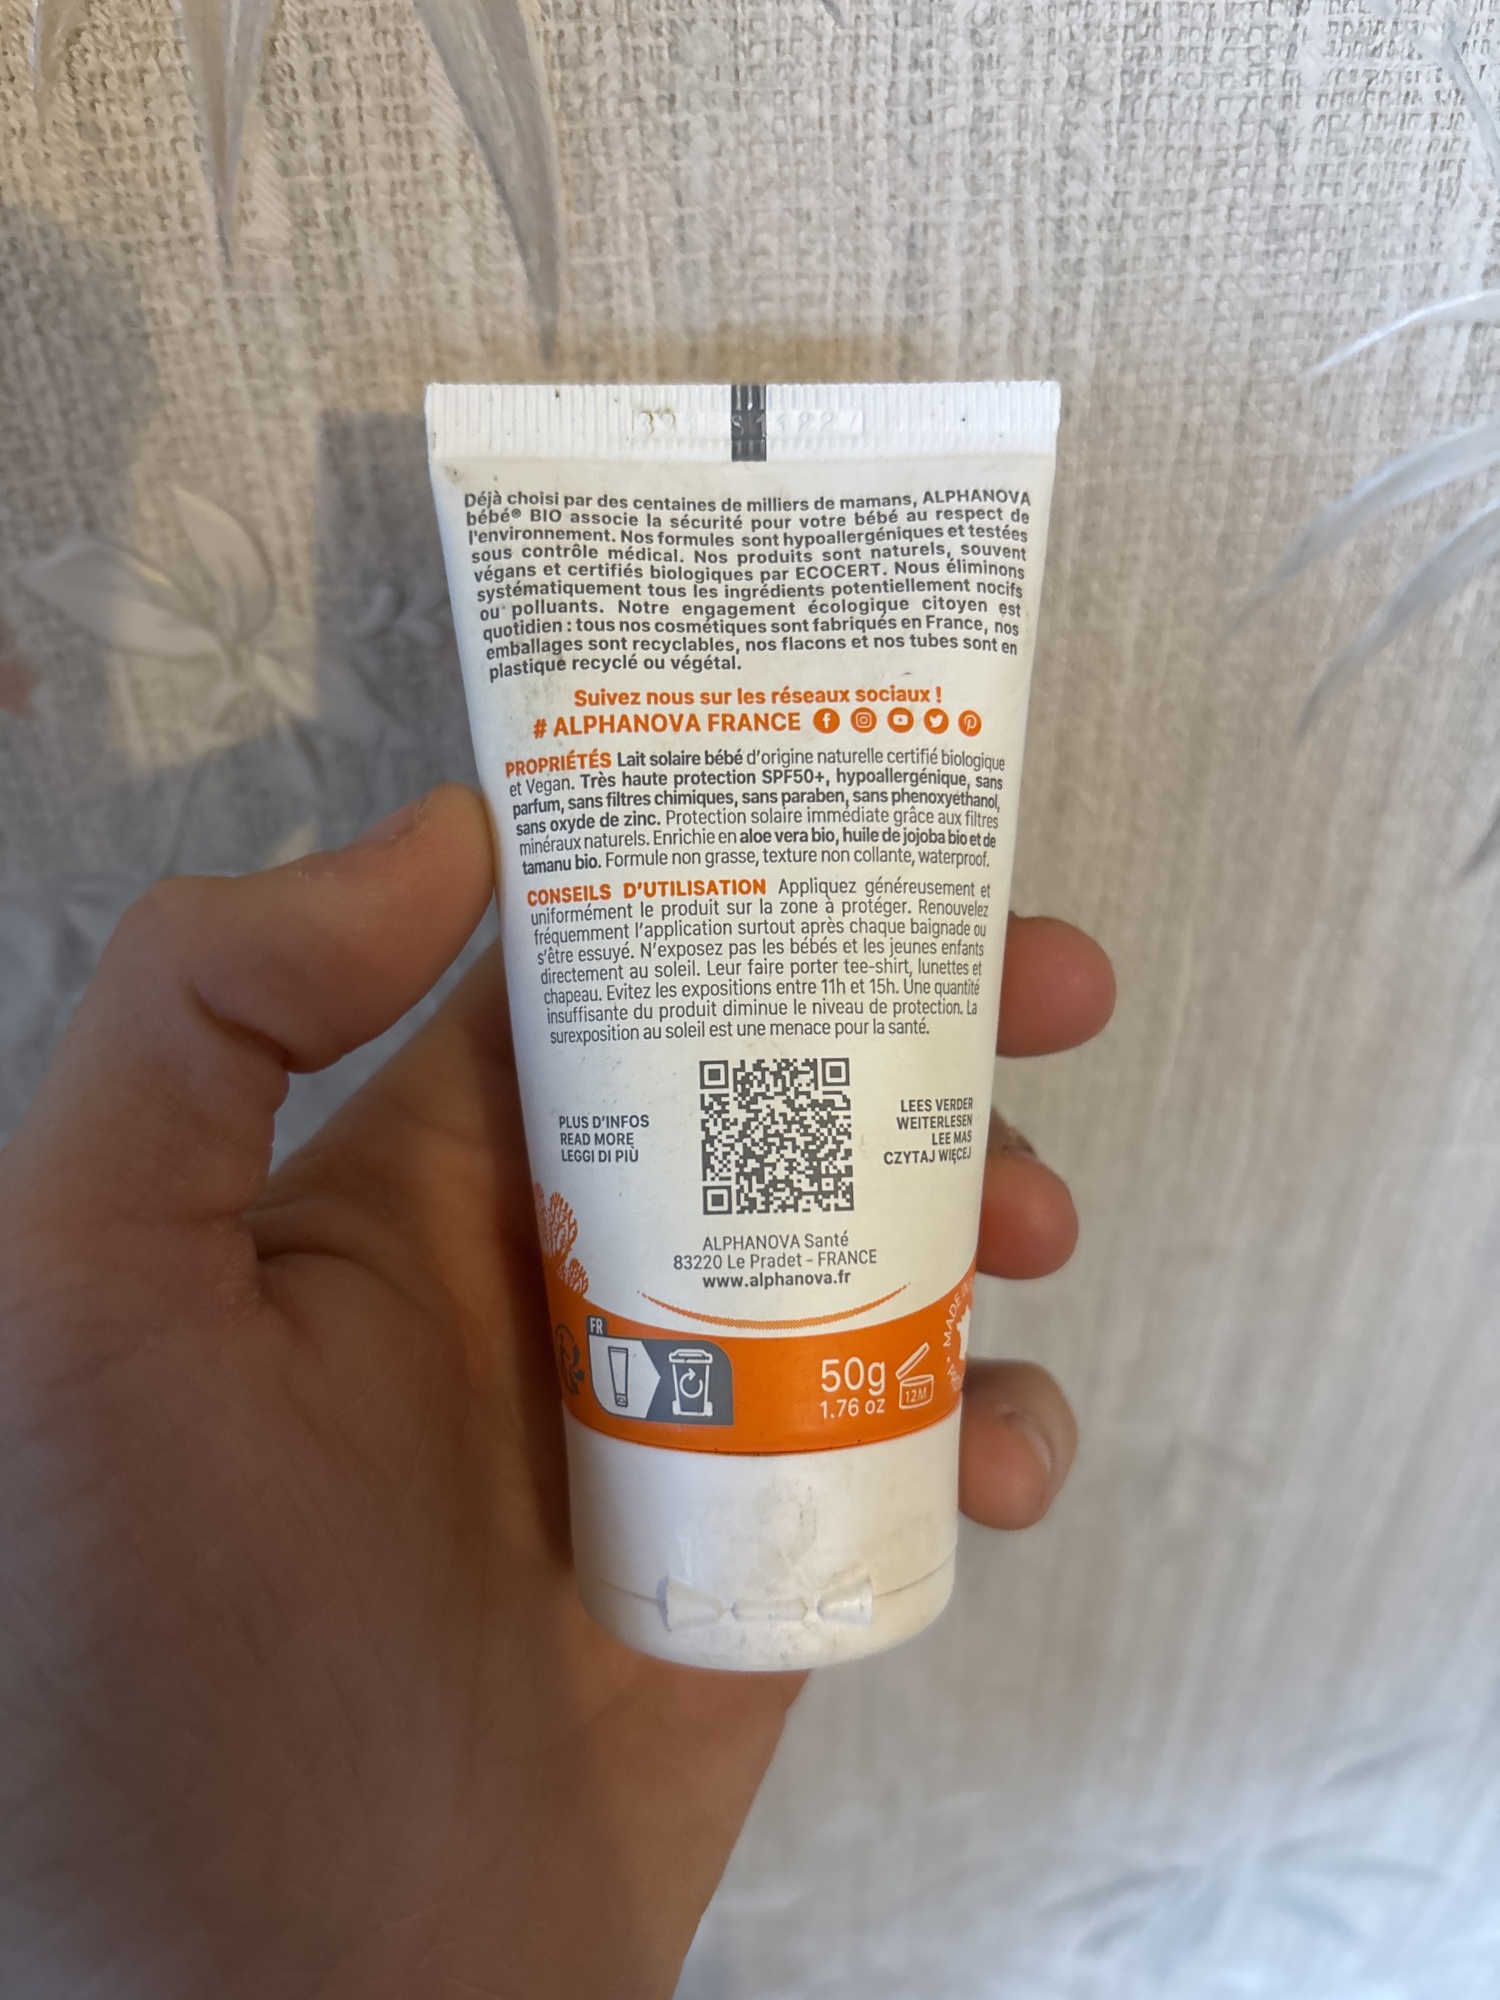 Déjà choisi par des centaines de milliers de mamans, ALPHANOVA
bébé® BIO associe la sécurité pour votre bébé au respect de
l'environnement. Nos formules sont hypoallergéniques et testées
sous contrôle médical. Nos produits sont naturels, souvent
végans et certifiés biologiques par ECOCERT. Nous éliminons
systématiquement tous les ingrédients potentiellement nocifs
ou polluants. Notre engagement écologique citoyen est
quotidien : tous nos cosmétiques sont fabriqués en France, nos
emballages sont recyclables, nos flacons et nos tubes sont en
plastique recyclé ou végétal.
Suivez nous sur les réseaux sociaux !
# ALPHANOVA FRANCE
PROPRIÉTÉS Lait solaire bébé d'origine naturelle certifié biologique
et Vegan. Très haute protection SPF50+, hypoallergénique, sans
parfum, sans filtres chimiques, sans paraben, sans phenoxyéthanol,
sans oxyde de zinc. Protection solaire immédiate grâce aux filtres
minéraux naturels. Enrichie en aloe vera bio, huile de jojoba bio et de
tamanu bio. Formule non grasse, texture non collante, waterproof.
CONSEILS D'UTILISATION Appliquez généreusement et
uniformément le produit sur la zone à protéger. Renouvelez
fréquemment l'application surtout après chaque baignade ou
s'être essuyé. N'exposez pas les bébés et les jeunes enfants
directement au soleil. Leur faire porter tee-shirt, lunettes et
chapeau. Evitez les expositions entre 11h et 15h. Une quantité
insuffisante du produit diminue le niveau de protection. La
surexposition au soleil est une menace pour la santé.
PLUS D'INFOS
READ MORE
LEGGI DI PIÙ
LEES VERDER
WEITERLESEN
LEE MAS
CZYTAJ WIĘCEJ
ALPHANOVA Santé
83220 Le Pradet - FRANCE
www.alphanova.fr
FR
50g
1.76 oz
12M
MADE IN